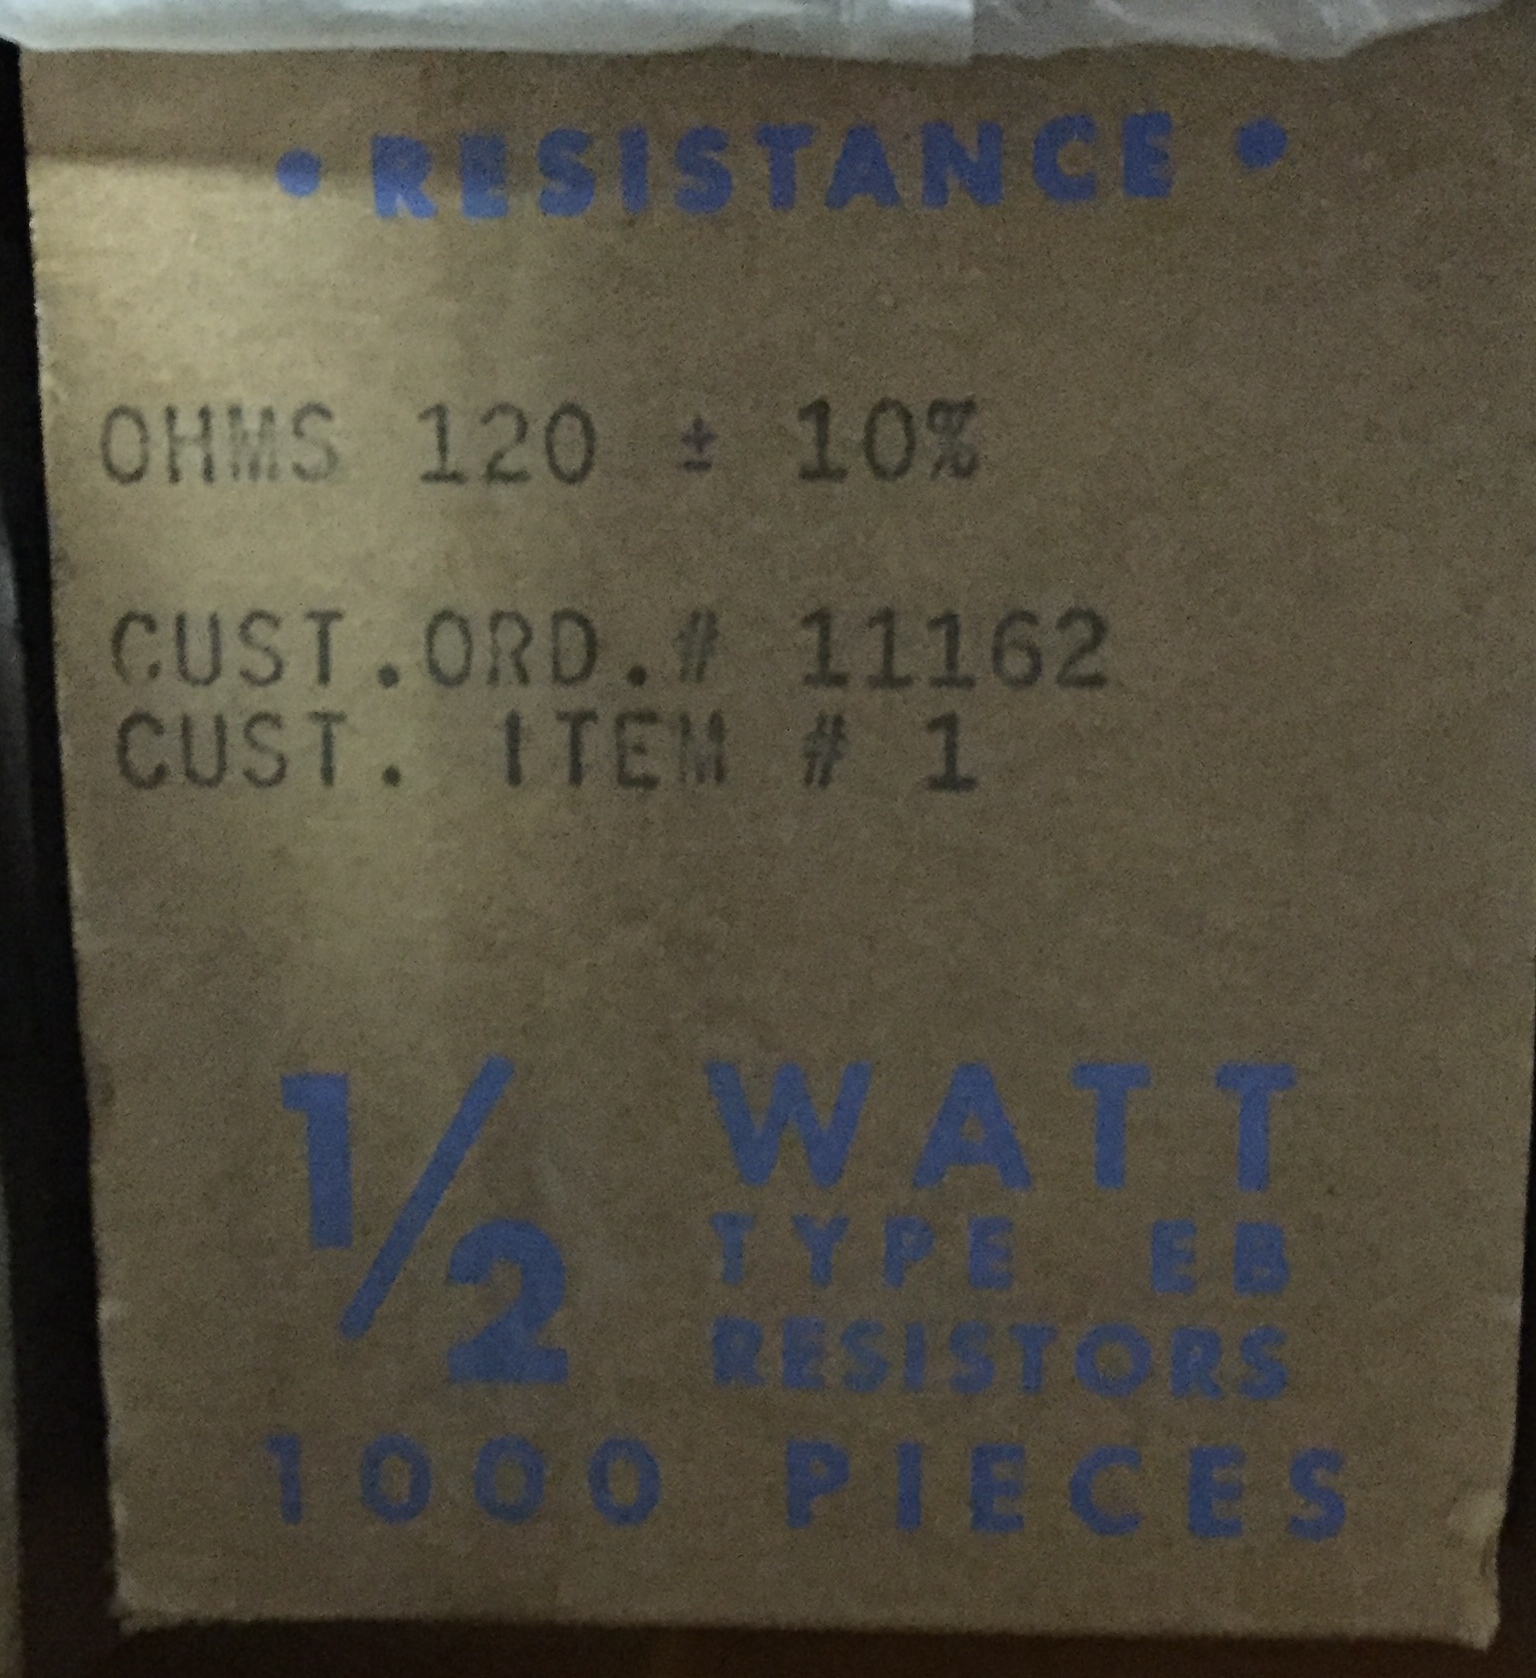 • RESISTANCE •
OHMS 120 ± 10%
CUST.ORD.# 11162
CUST. ITEM # 1
1/2 WATT
TYPE EB
RESISTORS
1000 PIECES